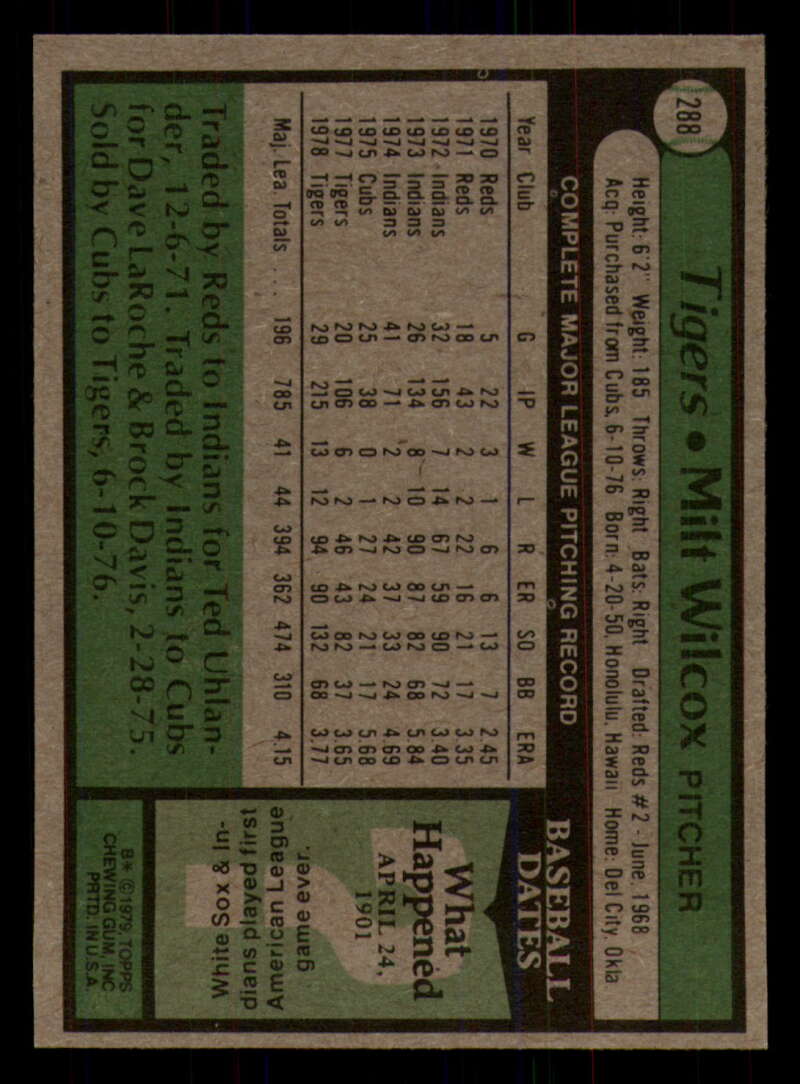 288
Tigers • Milt Wilcox PITCHER
Height: 6'2" Weight: 185 Throws: Right Bats: Right Drafted: Reds #2 - June, 1968
Acq: Purchased from Cubs, 6-10-76 Born: 4-20-50, Honolulu, Hawaii Home: Del City, Okla
COMPLETE MAJOR LEAGUE PITCHING RECORD
Year Club G IP W L R ER SO BB ERA
1970 Reds 5 22 3 1 6 6 13 7 2.45
1971 Reds 18 43 2 2 22 16 21 17 3.35
1972 Indians 32 156 7 14 67 59 90 72 3.40
1973 Indians 26 134 8 10 90 87 82 68 5.84
1974 Indians 41 71 2 2 42 37 33 24 4.69
1975 Cubs 25 38 0 1 27 24 21 17 5.68
1977 Tigers 20 106 6 2 46 43 82 37 3.65
1978 Tigers 29 215 13 12 94 90 132 68 3.77
Maj. Lea. Totals . . . 196 785 41 44 394 362 474 310 4.15
Traded by Reds to Indians for Ted Uhlan-
der, 12-6-71. Traded by Indians to Cubs
for Dave LaRoche & Brock Davis, 2-28-75.
Sold by Cubs to Tigers, 6-10-76.
BASEBALL
DATES
What
Happened
APRIL 24,
1901
?
White Sox & In-
dians played first
American League
game ever.
B* © 1979 TOPPS
CHEWING GUM, INC.
PRTD. IN U.S.A.